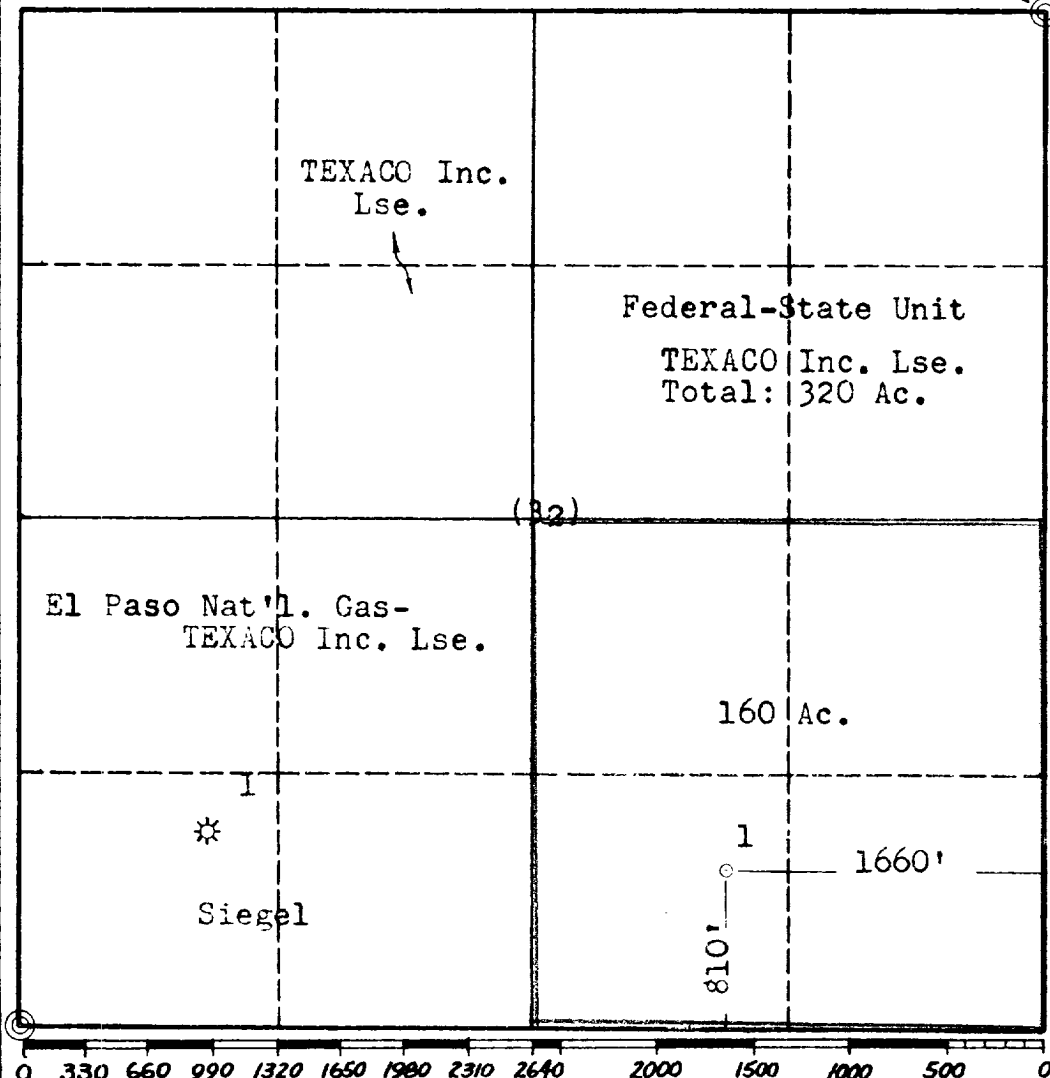 TEXACO Inc.
Lse.
Federal-State Unit
TEXACO Inc. Lse.
Total: 320 Ac.
(32)
El Paso Nat'l. Gas-
TEXACO Inc. Lse.
160 Ac.
1
1
1660'
Siegel
810'
0 330 660 990 1320 1650 1980 2310 2640 2000 1500 1000 500 0